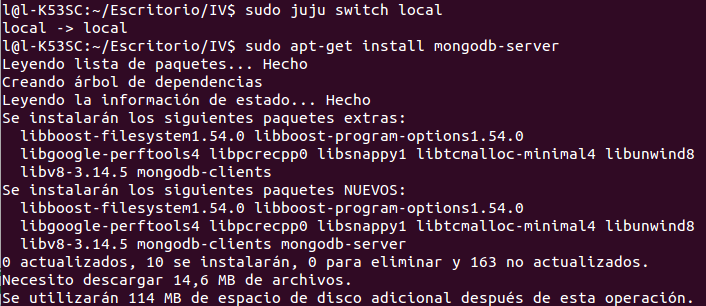 l@l-K53SC:~/Escritorio/IV$ sudo juju switch local
local -> local
l@l-K53SC:~/Escritorio/IV$ sudo apt-get install mongodb-server
Leyendo lista de paquetes... Hecho
Creando árbol de dependencias
Leyendo la información de estado... Hecho
Se instalarán los siguientes paquetes extras:
  libboost-filesystem1.54.0 libboost-program-options1.54.0
  libgoogle-perftools4 libpcrecpp0 libsnappy1 libtcmalloc-minimal4 libunwind8
  libv8-3.14.5 mongodb-clients
Se instalarán los siguientes paquetes NUEVOS:
  libboost-filesystem1.54.0 libboost-program-options1.54.0
  libgoogle-perftools4 libpcrecpp0 libsnappy1 libtcmalloc-minimal4 libunwind8
  libv8-3.14.5 mongodb-clients mongodb-server
0 actualizados, 10 se instalarán, 0 para eliminar y 163 no actualizados.
Necesito descargar 14,6 MB de archivos.
Se utilizarán 114 MB de espacio de disco adicional después de esta operación.